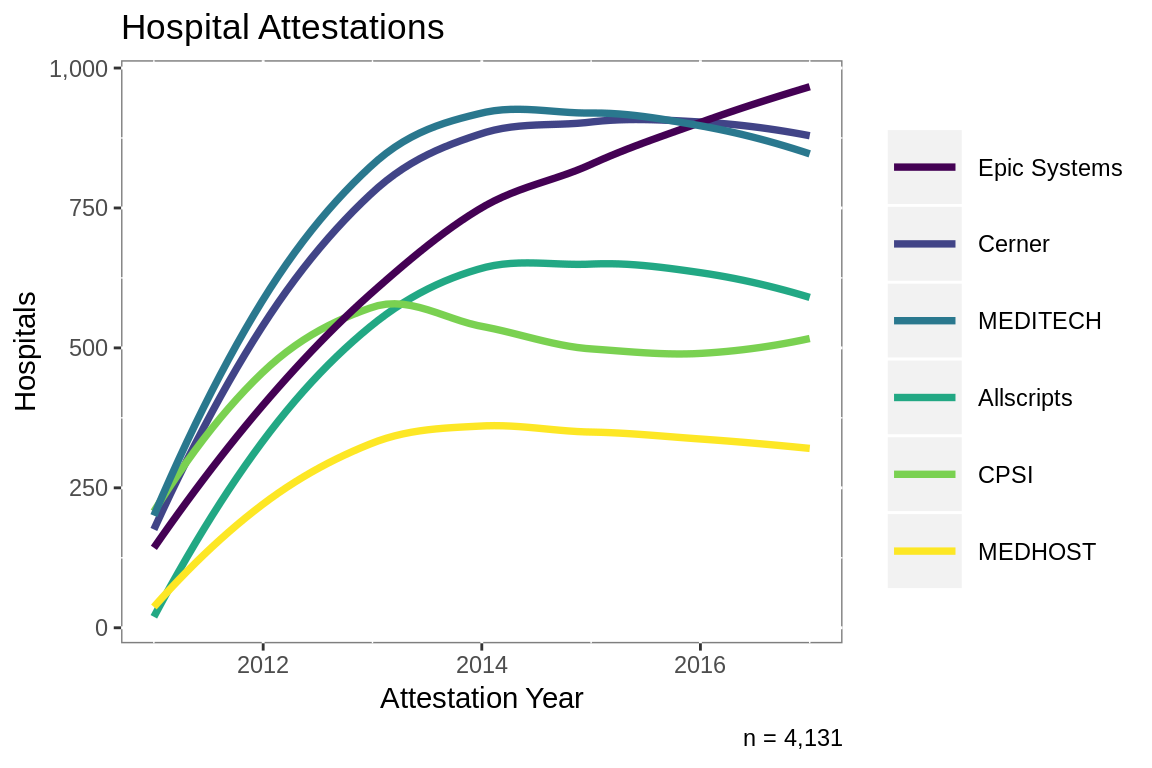 Hospital Attestations
1,000
750
500
250
0
Hospitals
2012 2014 2016
Attestation Year
n = 4,131
Epic Systems
Cerner
MEDITECH
Allscripts
CPSI
MEDHOST